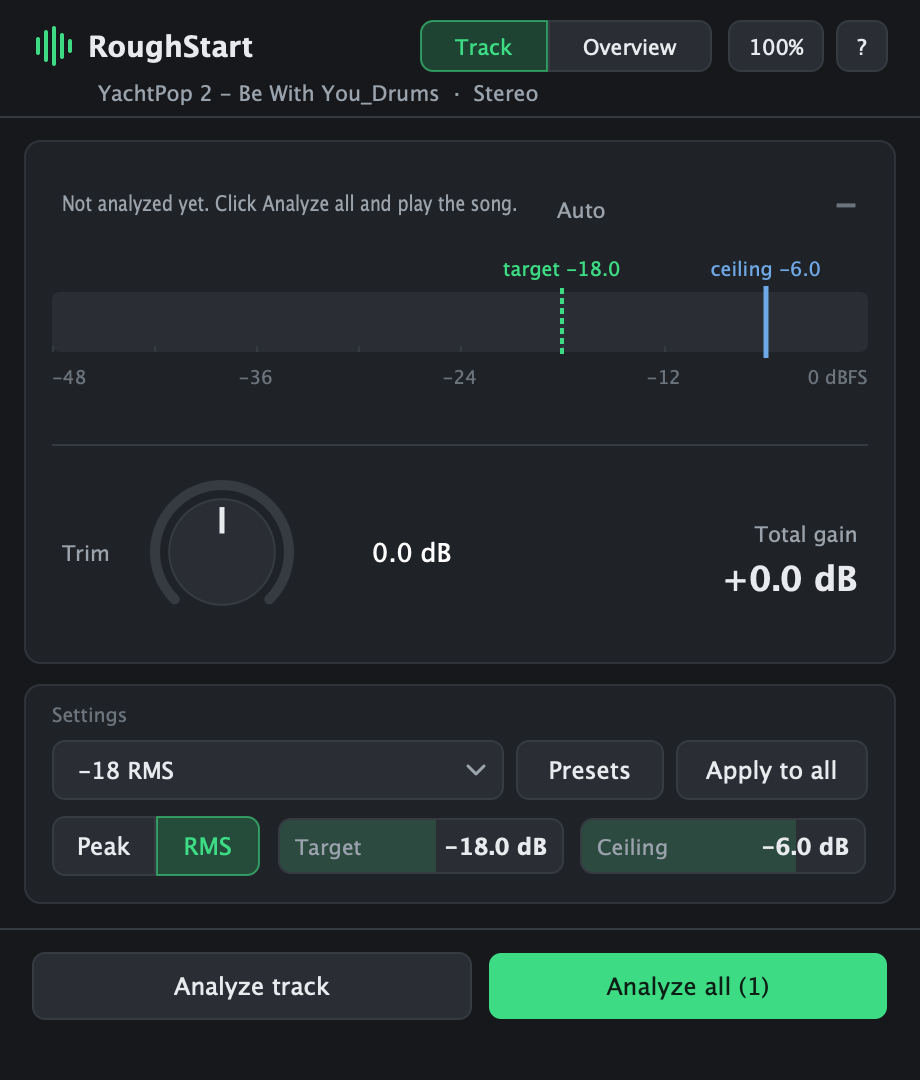 RoughStart
Track
Overview
100%
?
YachtPop 2 – Be With You_Drums · Stereo
Not analyzed yet. Click Analyze all and play the song.
Auto
–
target −18.0
ceiling −6.0
−48
−36
−24
−12
0 dBFS
Trim
0.0 dB
Total gain
+0.0 dB
Settings
−18 RMS
Presets
Apply to all
Peak
RMS
Target
−18.0 dB
Ceiling
−6.0 dB
Analyze track
Analyze all (1)